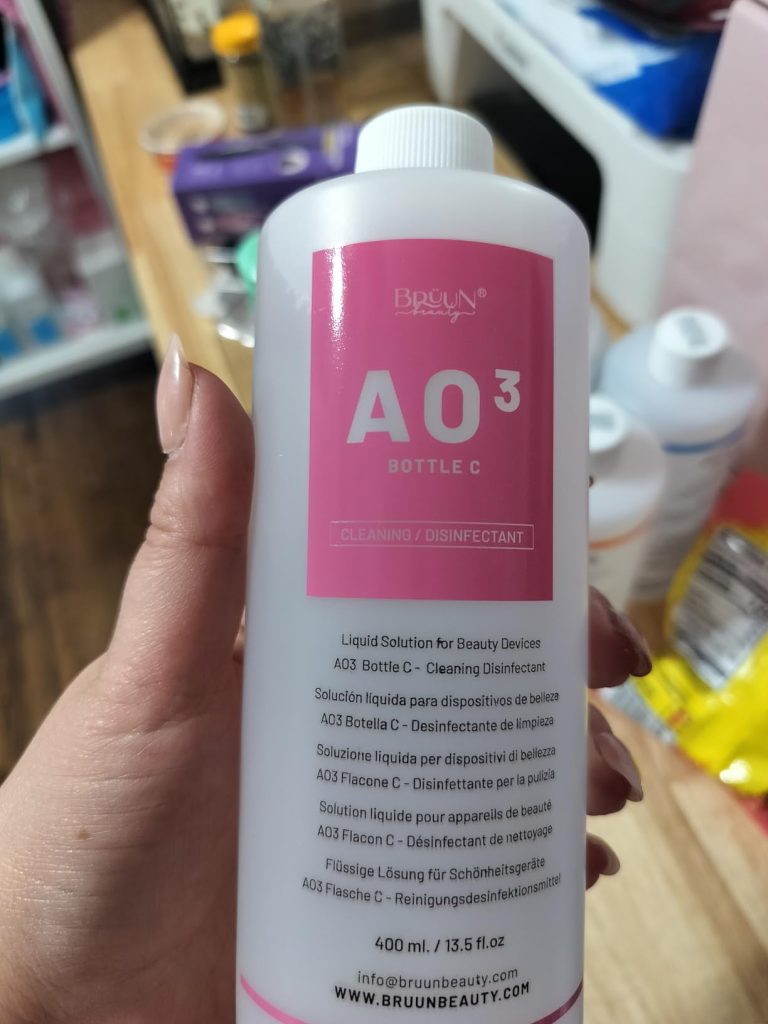 BRÜUN®
beauty
AO³
BOTTLE C
CLEANING / DISINFECTANT
Liquid Solution for Beauty Devices
AO3 Bottle C - Cleaning Disinfectant
Solución líquida para dispositivos de belleza
AO3 Botella C - Desinfectante de limpieza
Soluzione liquida per dispositivi di bellezza
AO3 Flacone C - Disinfettante per la pulizia
Solution liquide pour appareils de beauté
AO3 Flacon C - Désinfectant de nettoyage
Flüssige Lösung für Schönheitsgeräte
AO3 Flasche C - Reinigungsdesinfektionsmittel
400 ml. / 13.5 fl.oz
info@bruunbeauty.com
WWW.BRUUNBEAUTY.COM